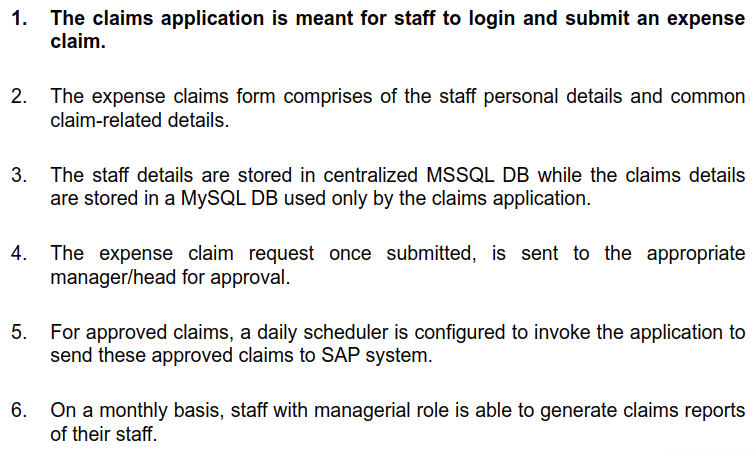 1. The claims application is meant for staff to login and submit an expense
claim.
2. The expense claims form comprises of the staff personal details and common
claim-related details.
3. The staff details are stored in centralized MSSQL DB while the claims details
are stored in a MySQL DB used only by the claims application.
4. The expense claim request once submitted, is sent to the appropriate
manager/head for approval.
5. For approved claims, a daily scheduler is configured to invoke the application to
send these approved claims to SAP system.
6. On a monthly basis, staff with managerial role is able to generate claims reports
of their staff.